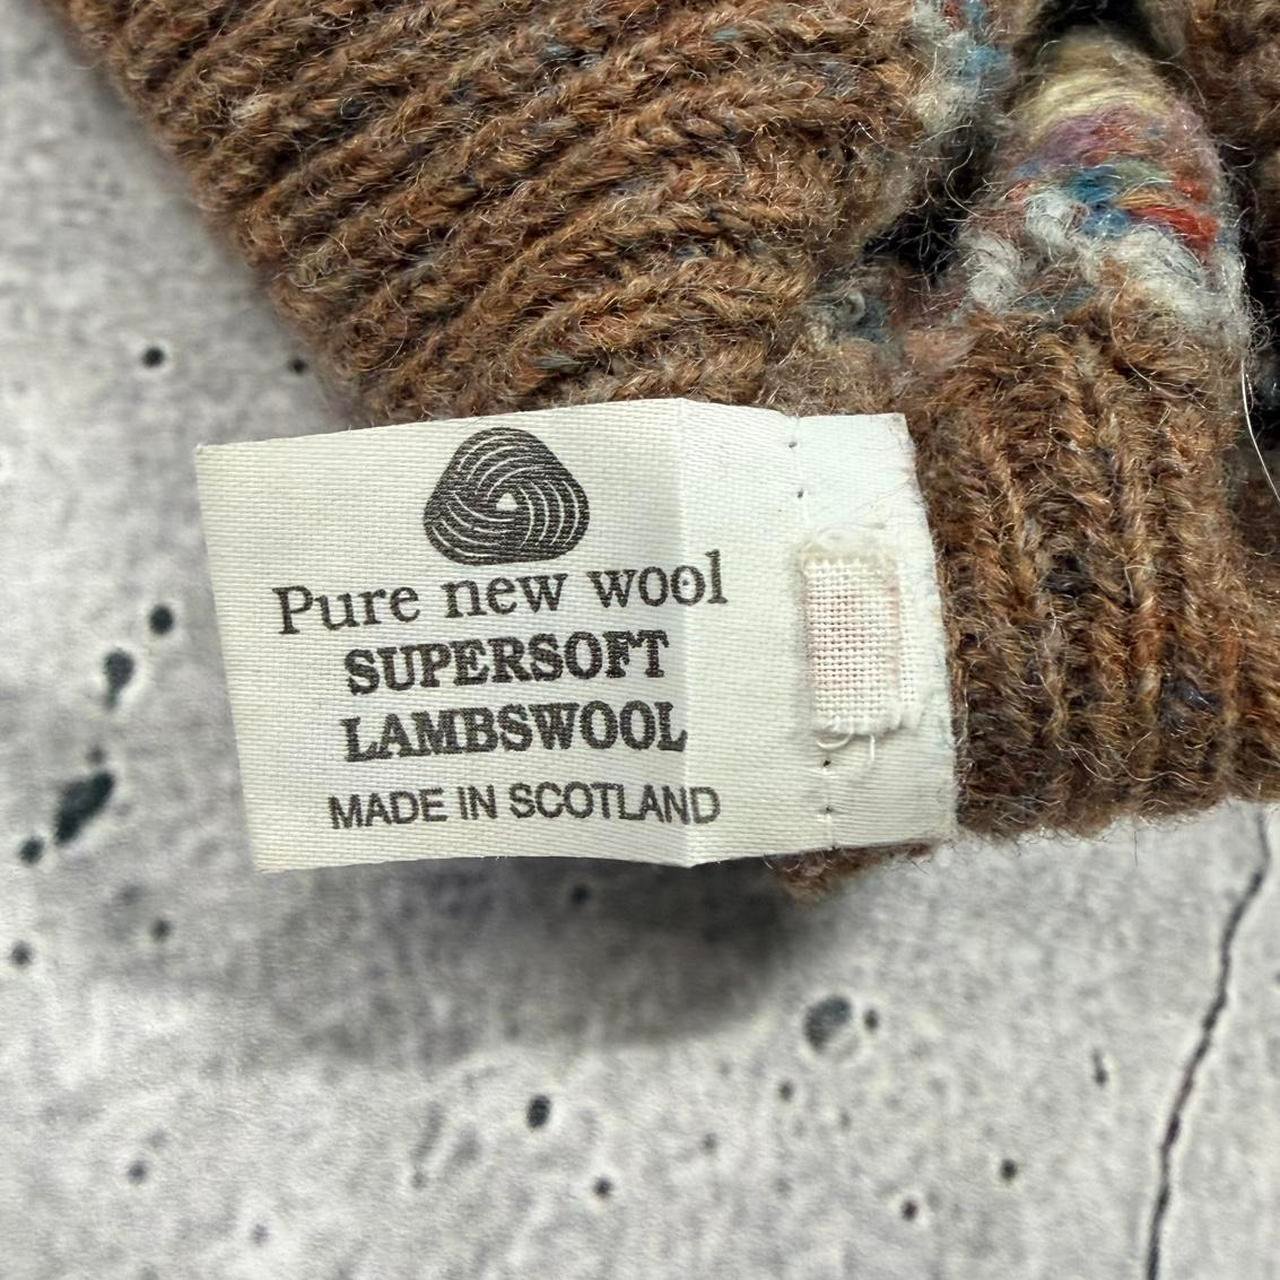 Pure new wool
SUPERSOFT
LAMBSWOOL
MADE IN SCOTLAND